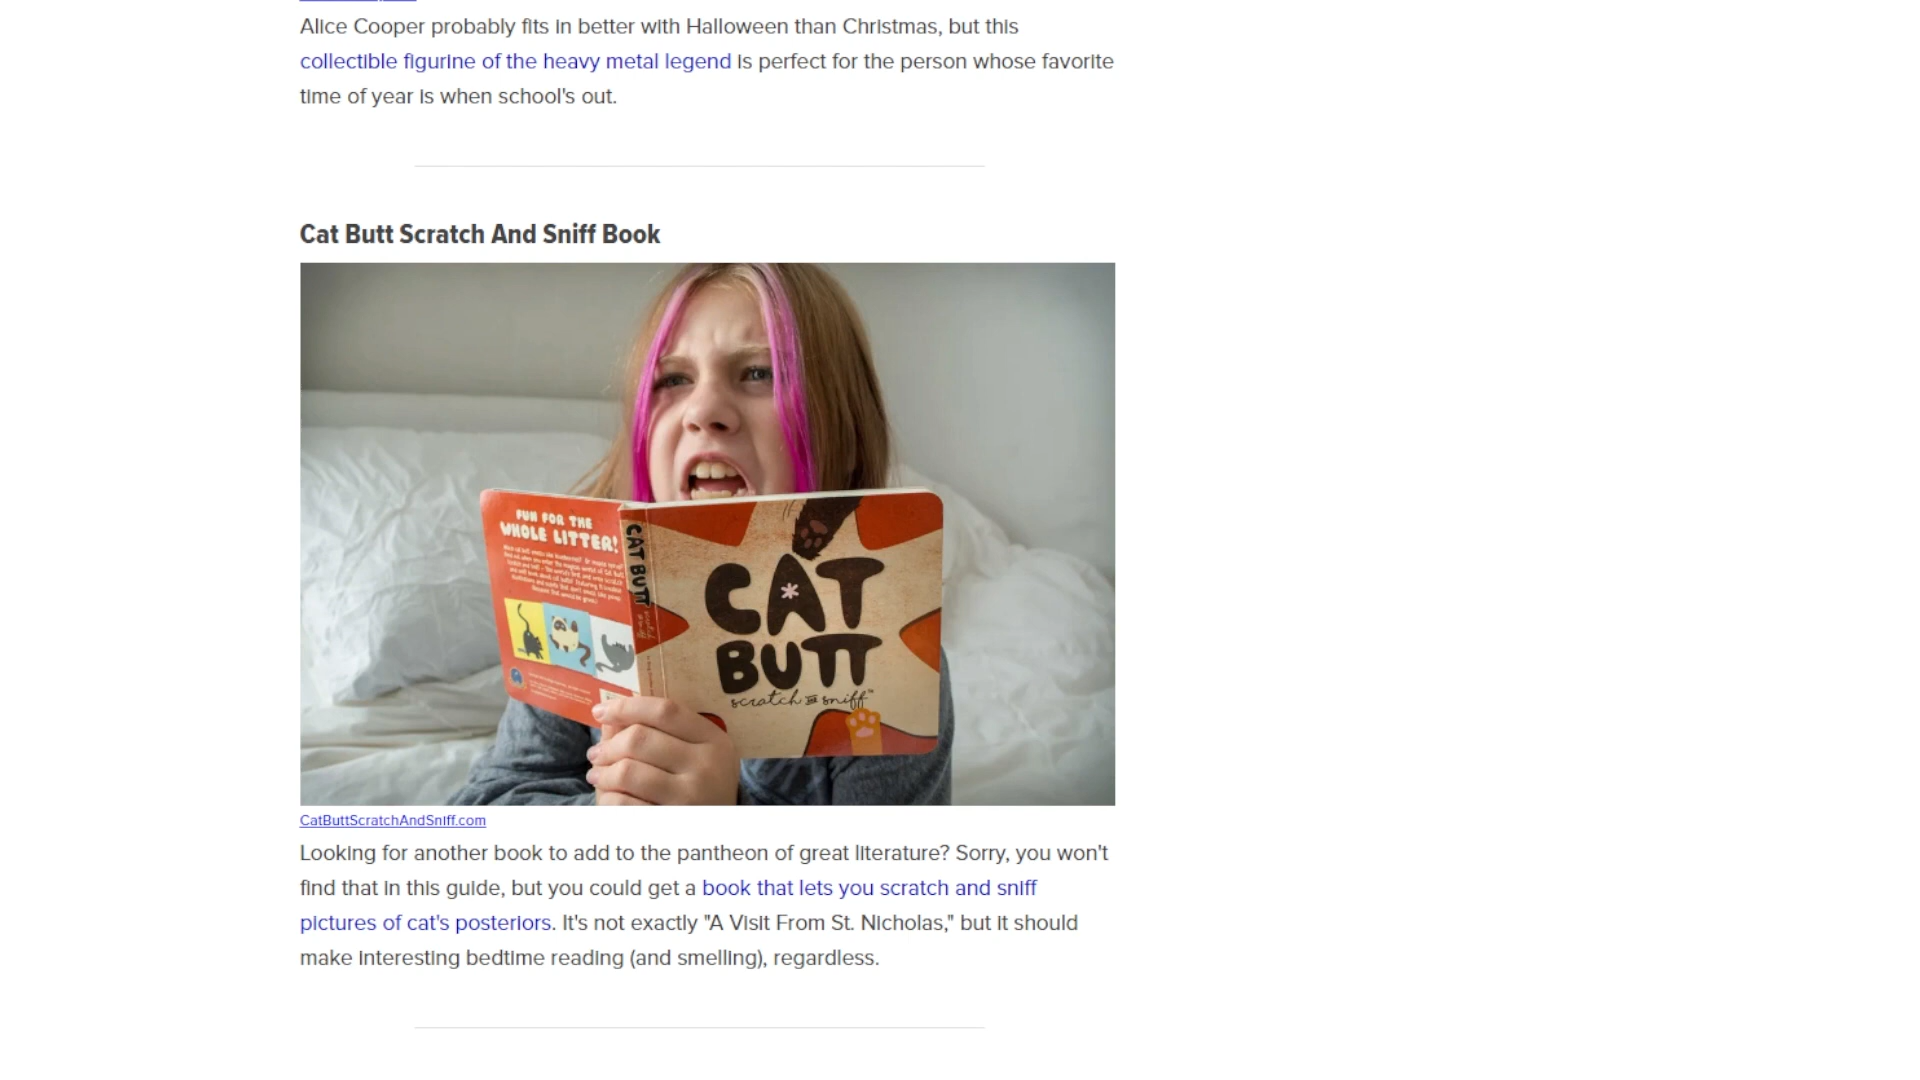 Alice Cooper probably fits in better with Halloween than Christmas, but this
collectible figurine of the heavy metal legend is perfect for the person whose favorite
time of year is when school's out.
Cat Butt Scratch And Sniff Book
FUN FOR THE
WHOLE LITTER!
CAT BUTT
CAT
BUTT
scratch and sniff™
CatButtScratchAndSniff.com
Looking for another book to add to the pantheon of great literature? Sorry, you won't
find that in this guide, but you could get a book that lets you scratch and sniff
pictures of cat's posteriors. It's not exactly "A Visit From St. Nicholas," but it should
make interesting bedtime reading (and smelling), regardless.